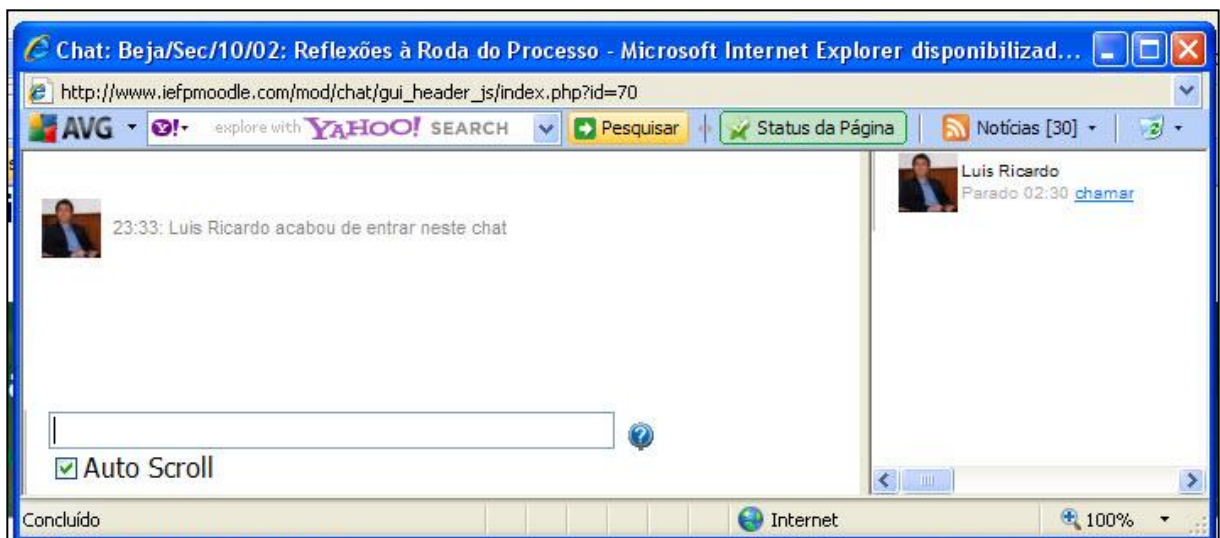 Chat: Beja/Sec/10/02: Reflexões à Roda do Processo - Microsoft Internet Explorer disponibilizad...
http://www.iefpmoodle.com/mod/chat/gui_header_js/index.php?id=70
AVG Y! explore with YAHOO! SEARCH Pesquisar Status da Página Notícias [30]
Luis Ricardo
Parado 02:30 chamar
23:33: Luis Ricardo acabou de entrar neste chat
Auto Scroll
Concluído Internet 100%